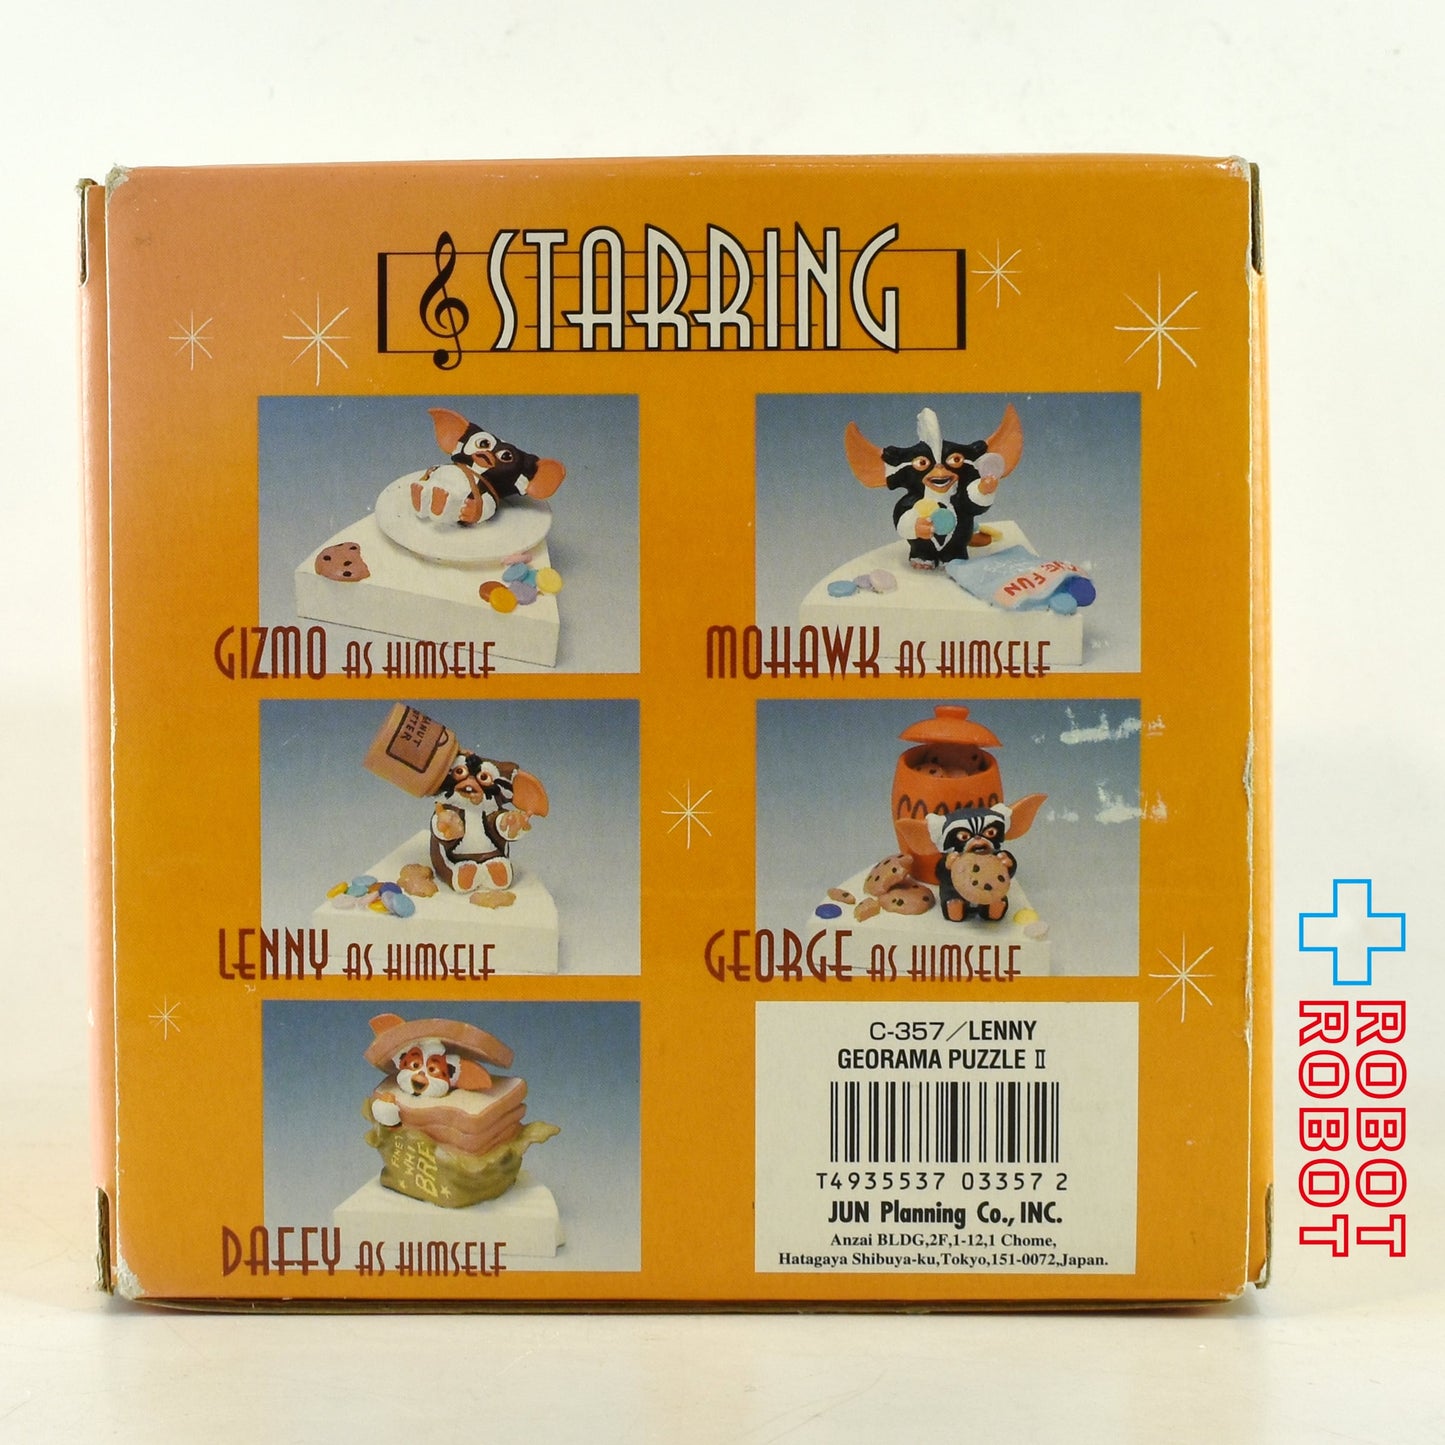 STARRING
GIZMO AS HIMSELF
MOHAWK AS HIMSELF
FUN
LENNY AS HIMSELF
GEORGE AS HIMSELF
DAFFY AS HIMSELF
C-357/LENNY
GEORAMA PUZZLE II
T4935537 03357 2
JUN Planning Co., INC.
Anzai BLDG,2F,1-12,1 Chome,
Hatagaya Shibuya-ku,Tokyo,151-0072,Japan.
ROBOT
ROBOT